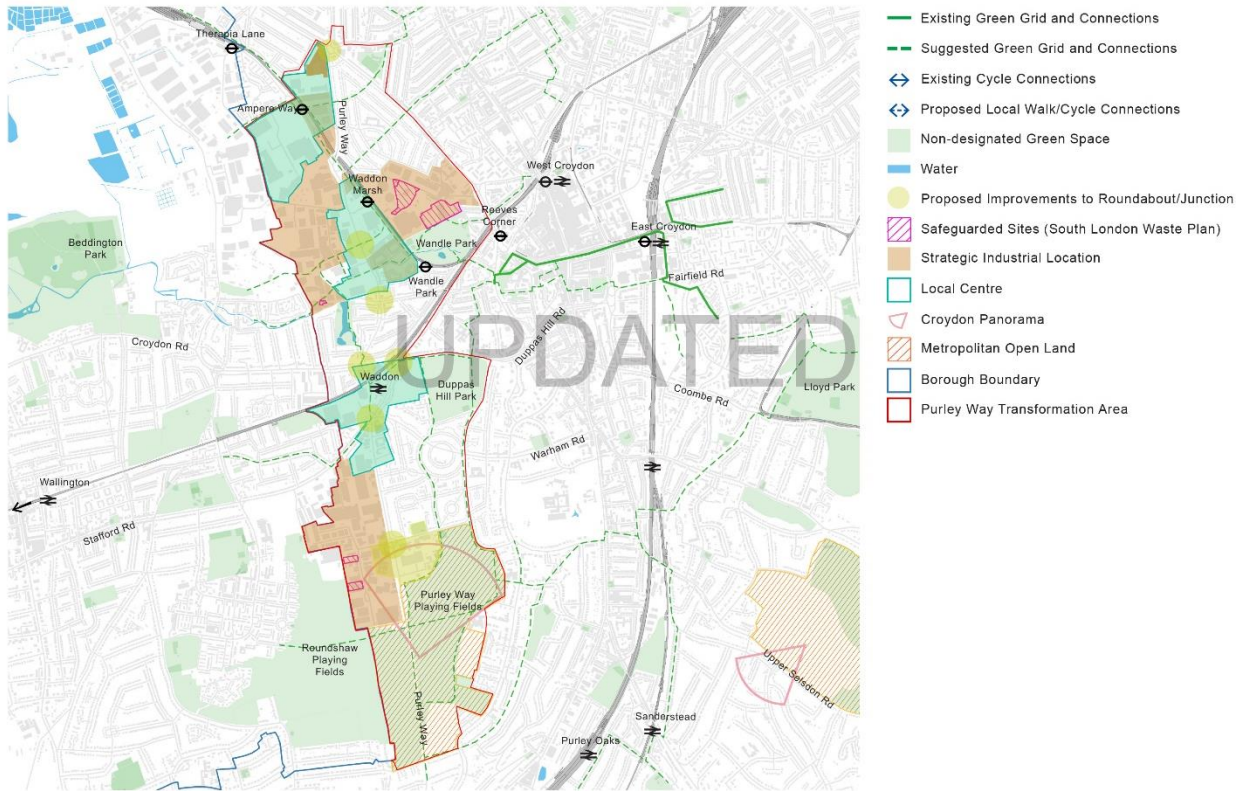 Therapia Lane
Ampere Way
Purley Way
Waddon
Marsh
West Croydon
Reeves
Corner
East Croydon
Beddington
Park
Wandle Park
Wandle
Park
Fairfield Rd
Croydon Rd
Duppas Hill Rd
UPDATED
Waddon
Duppas
Hill Park
Lloyd Park
Coombe Rd
Warham Rd
Wallington
Stafford Rd
Purley Way
Playing Fields
Roundshaw
Playing
Fields
Upper Selsdon Rd
Purley Way
Sanderstead
Purley Oaks
Existing Green Grid and Connections
Suggested Green Grid and Connections
Existing Cycle Connections
Proposed Local Walk/Cycle Connections
Non-designated Green Space
Water
Proposed Improvements to Roundabout/Junction
Safeguarded Sites (South London Waste Plan)
Strategic Industrial Location
Local Centre
Croydon Panorama
Metropolitan Open Land
Borough Boundary
Purley Way Transformation Area